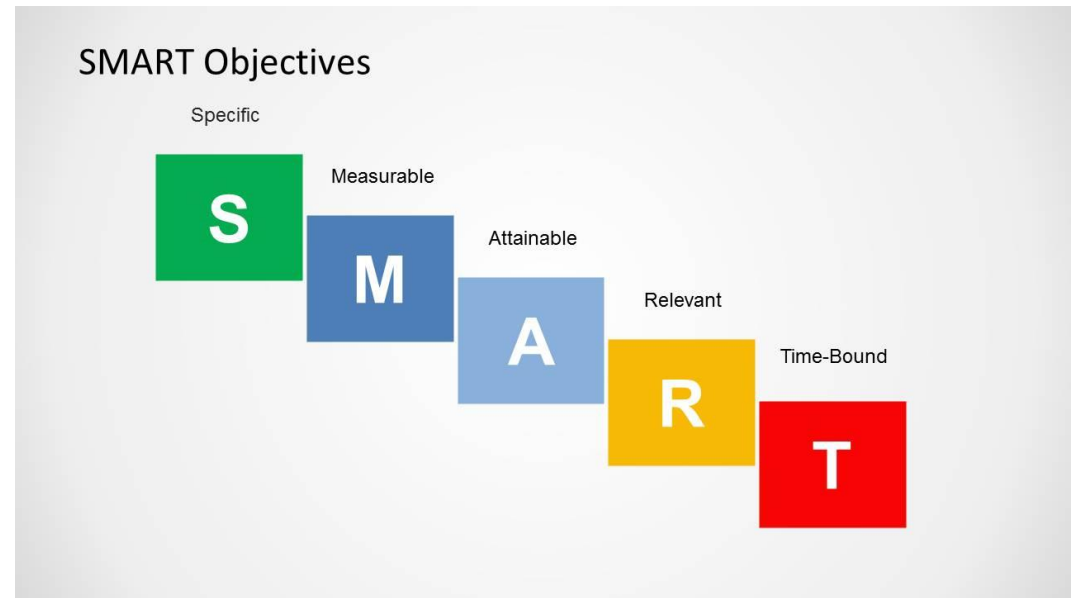 SMART Objectives
Specific
S
Measurable
M
Attainable
A
Relevant
R
Time-Bound
T